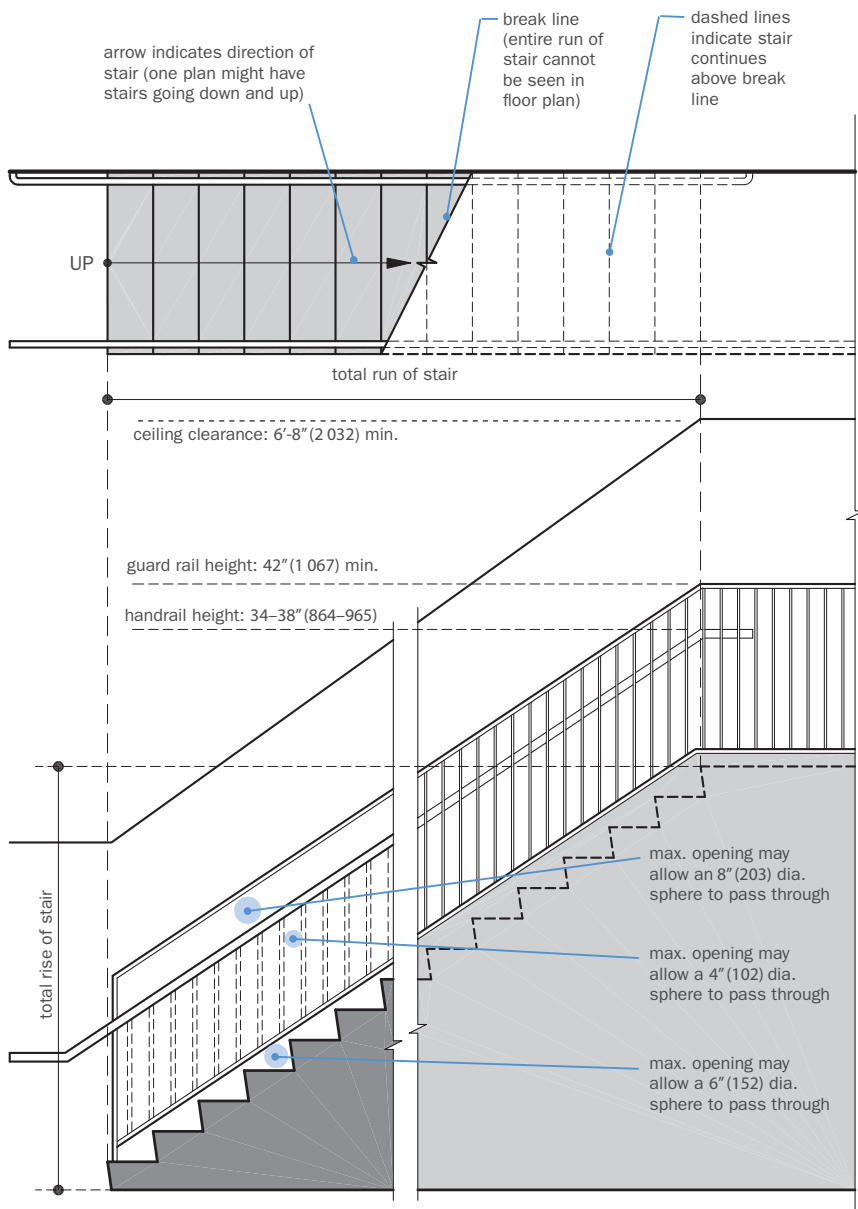 arrow indicates direction of
stair (one plan might have
stairs going down and up)
break line
(entire run of
stair cannot
be seen in
floor plan)
dashed lines
indicate stair
continues
above break
line
UP
total run of stair
ceiling clearance: 6’-8” (2 032) min.
guard rail height: 42” (1 067) min.
handrail height: 34–38” (864–965)
total rise of stair
max. opening may
allow an 8” (203) dia.
sphere to pass through
max. opening may
allow a 4” (102) dia.
sphere to pass through
max. opening may
allow a 6” (152) dia.
sphere to pass through